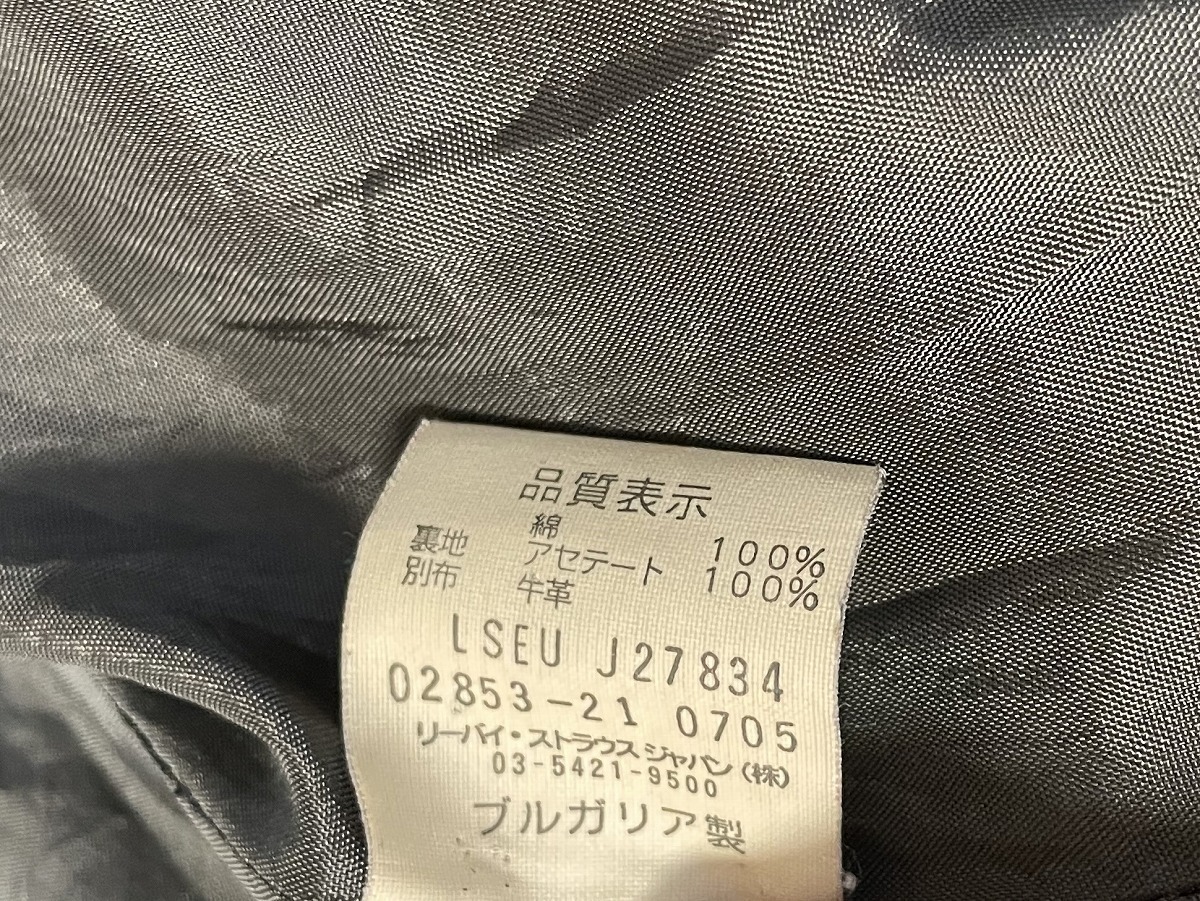 品質表示
綿 100%
裏地 アセテート 100%
別布 牛革
LSEU J27834
02853-21 0705
リーバイ・ストラウス ジャパン(株)
03-5421-9500
ブルガリア製